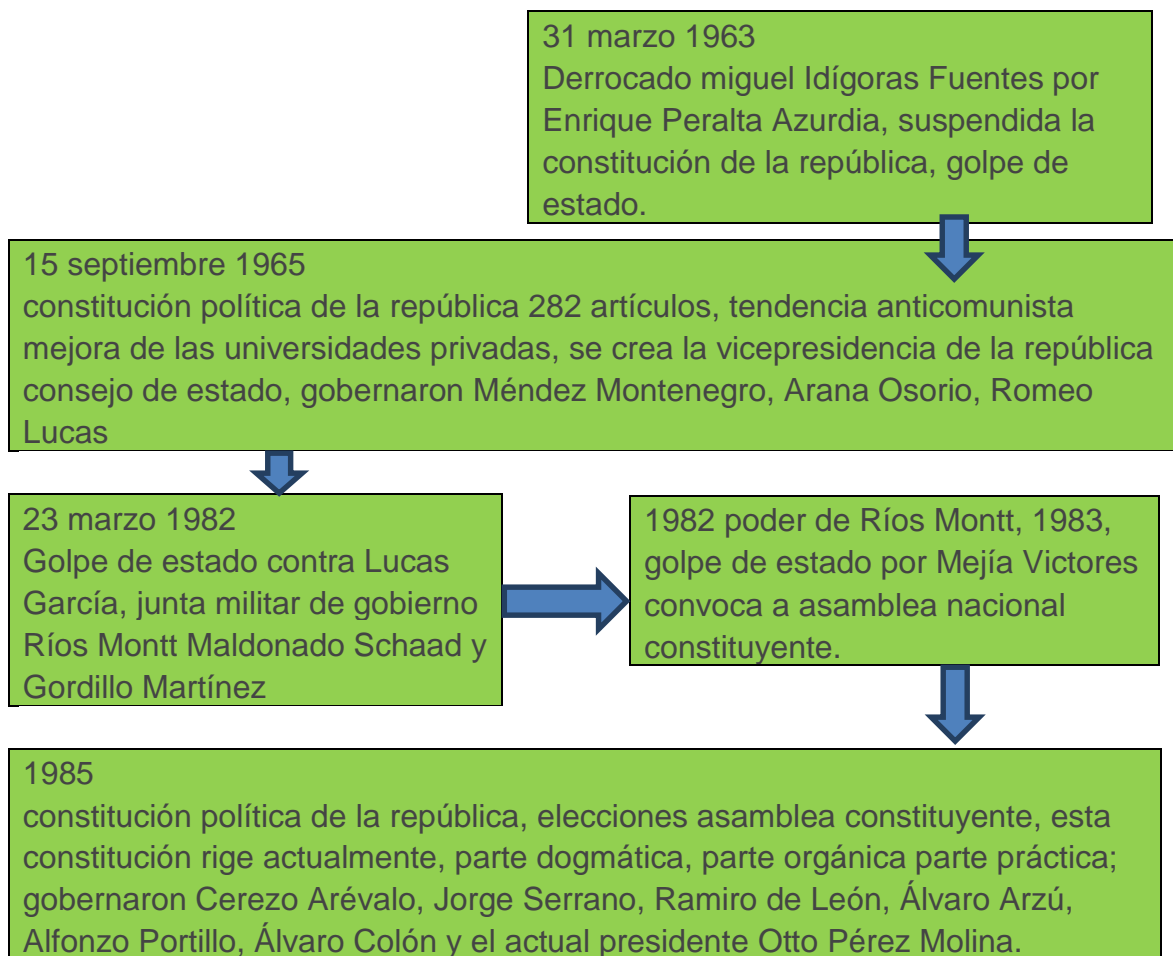 31 marzo 1963
Derrocado miguel Idígoras Fuentes por
Enrique Peralta Azurdia, suspendida la
constitución de la república, golpe de
estado.
15 septiembre 1965
constitución política de la república 282 artículos, tendencia anticomunista
mejora de las universidades privadas, se crea la vicepresidencia de la república
consejo de estado, gobernaron Méndez Montenegro, Arana Osorio, Romeo
Lucas
23 marzo 1982
Golpe de estado contra Lucas
García, junta militar de gobierno
Ríos Montt Maldonado Schaad y
Gordillo Martínez
1982 poder de Ríos Montt, 1983,
golpe de estado por Mejía Victores
convoca a asamblea nacional
constituyente.
1985
constitución política de la república, elecciones asamblea constituyente, esta
constitución rige actualmente, parte dogmática, parte orgánica parte práctica;
gobernaron Cerezo Arévalo, Jorge Serrano, Ramiro de León, Álvaro Arzú,
Alfonzo Portillo, Álvaro Colón y el actual presidente Otto Pérez Molina.